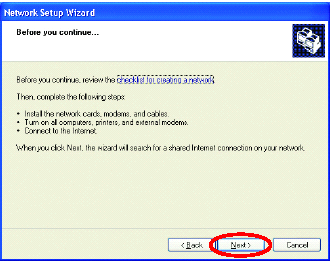 Network Setup Wizard
Before you continue...
Before you continue, review the checklist for creating a network.
Then, complete the following steps:
• Install the network cards, modems, and cables.
• Turn on all computers, printers, and external modems.
• Connect to the Internet.
When you click Next, the wizard will search for a shared Internet connection on your network.
< Back
Next >
Cancel